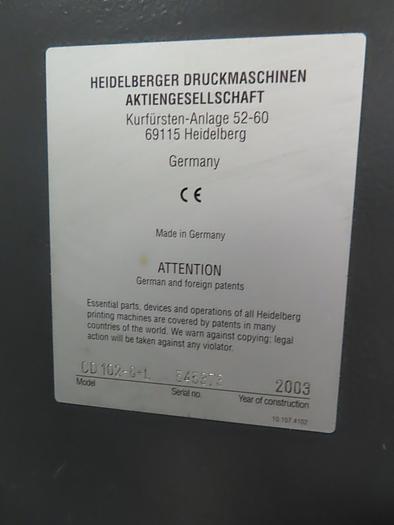 HEIDELBERGER DRUCKMASCHINEN
AKTIENGESELLSCHAFT
Kurfürsten-Anlage 52-60
69115 Heidelberg
Germany
CE
Made in Germany
ATTENTION
German and foreign patents
Essential parts, devices and operations of all Heidelberg
printing machines are covered by patents in many
countries of the world. We warn against copying; legal
action will be taken against any violator.
2003
Model Serial no. Year of construction
10.107.4102